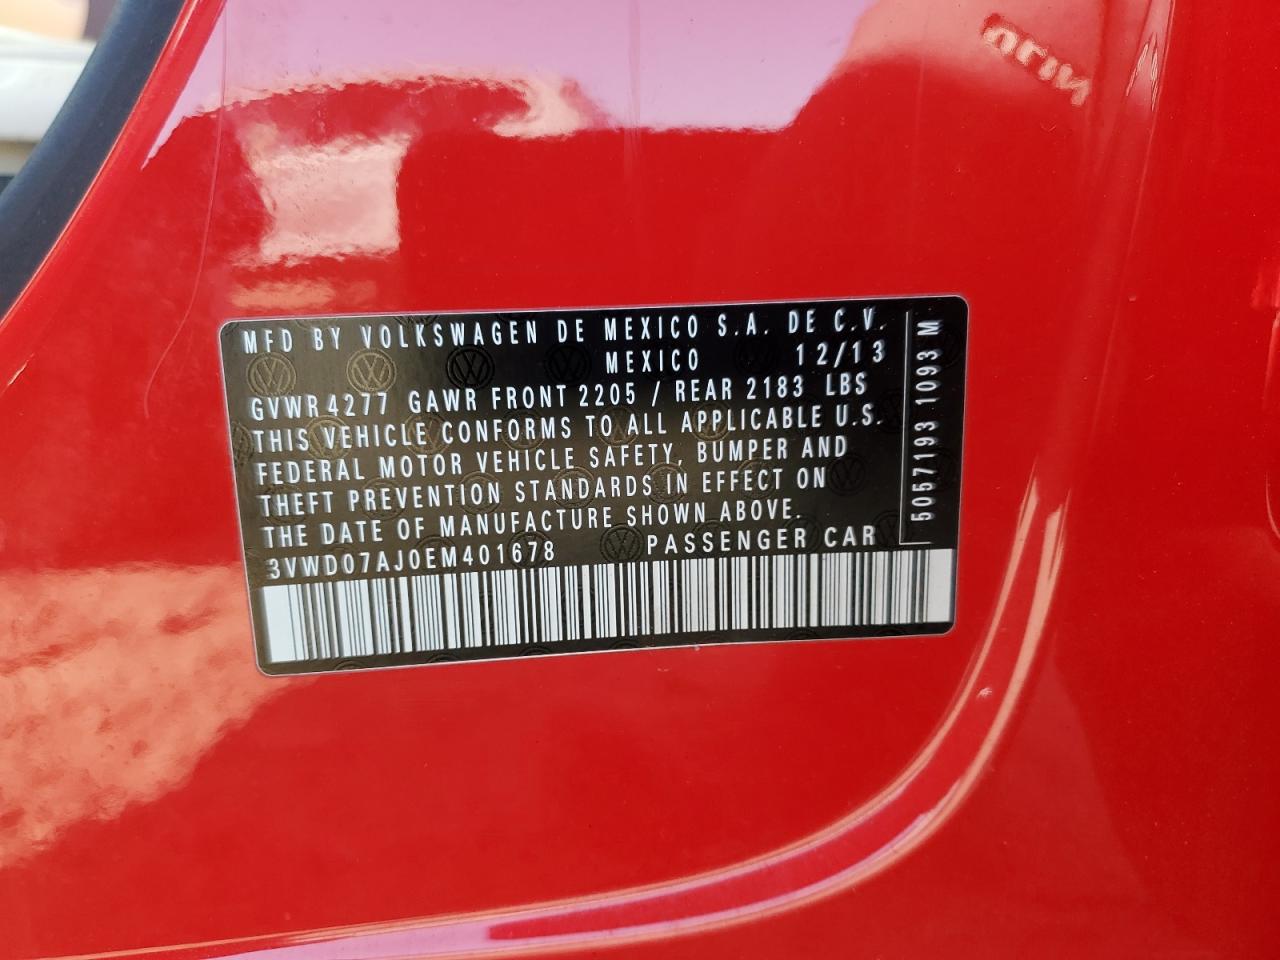 MFD BY VOLKSWAGEN DE MEXICO S.A. DE C.V.
MEXICO 12/13
GVWR 4277 GAWR FRONT 2205 / REAR 2183 LBS
THIS VEHICLE CONFORMS TO ALL APPLICABLE U.S.
FEDERAL MOTOR VEHICLE SAFETY, BUMPER AND
THEFT PREVENTION STANDARDS IN EFFECT ON
THE DATE OF MANUFACTURE SHOWN ABOVE.
3VWD07AJ0EM401678 PASSENGER CAR
5057193 1093 M